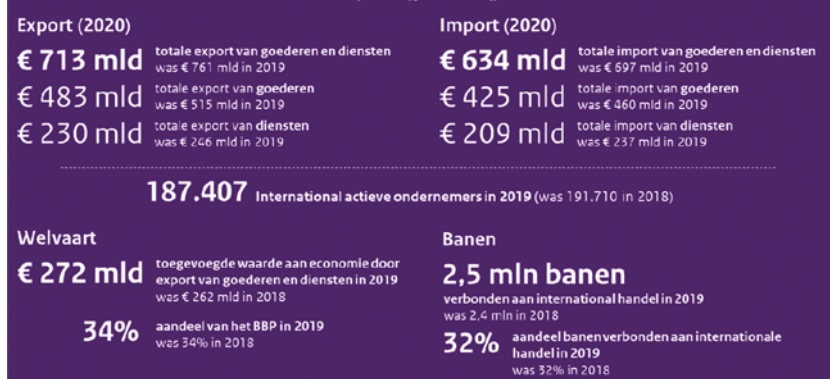 Export (2020)
€ 713 mld totale export van goederen en diensten
was € 761 mld in 2019
€ 483 mld totale export van goederen
was € 515 mld in 2019
€ 230 mld totale export van diensten
was € 246 mld in 2019
Import (2020)
€ 634 mld totale import van goederen en diensten
was € 697 mld in 2019
€ 425 mld totale import van goederen
was € 460 mld in 2019
€ 209 mld totale import van diensten
was € 237 mld in 2019
187.407 International actieve ondernemers in 2019 (was 191.710 in 2018)
Welvaart
€ 272 mld toegevoegde waarde aan economie door
export van goederen en diensten in 2019
was € 262 mld in 2018
34% aandeel van het BBP in 2019
was 34% in 2018
Banen
2,5 mln banen
verbonden aan international handel in 2019
was 2,4 mln in 2018
32% aandeel banen verbonden aan internationale
handel in 2019
was 32% in 2018